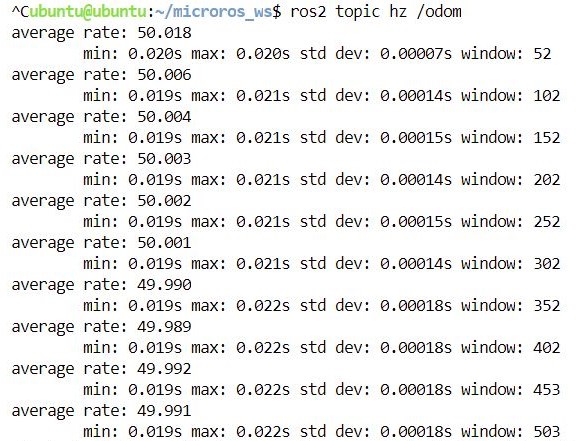 ^Cubuntu@ubuntu:~/microros_ws$ ros2 topic hz /odom
average rate: 50.018
        min: 0.020s max: 0.020s std dev: 0.00007s window: 52
average rate: 50.006
        min: 0.019s max: 0.021s std dev: 0.00014s window: 102
average rate: 50.004
        min: 0.019s max: 0.021s std dev: 0.00015s window: 152
average rate: 50.003
        min: 0.019s max: 0.021s std dev: 0.00014s window: 202
average rate: 50.002
        min: 0.019s max: 0.021s std dev: 0.00015s window: 252
average rate: 50.001
        min: 0.019s max: 0.021s std dev: 0.00014s window: 302
average rate: 49.990
        min: 0.019s max: 0.022s std dev: 0.00018s window: 352
average rate: 49.989
        min: 0.019s max: 0.022s std dev: 0.00018s window: 402
average rate: 49.992
        min: 0.019s max: 0.022s std dev: 0.00018s window: 453
average rate: 49.991
        min: 0.019s max: 0.022s std dev: 0.00018s window: 503